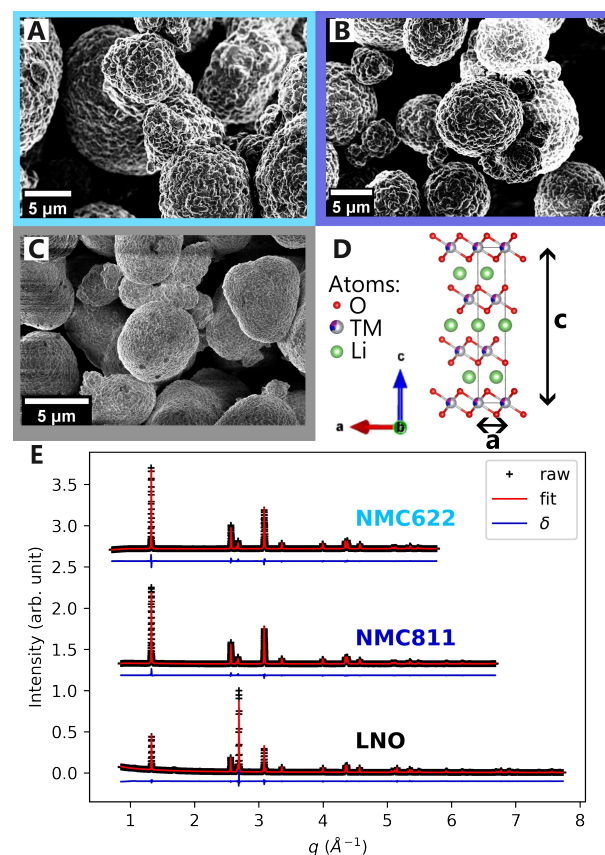 A
5 µm
B
5 µm
C
5 µm
D
Atoms:
O
TM
Li
c
a
b
c
a
E
raw
fit
δ
NMC622
NMC811
LNO
3.5
3.0
2.5
2.0
1.5
1.0
0.5
0.0
Intensity (arb. unit)
1 2 3 4 5 6 7 8
q (Å⁻¹)